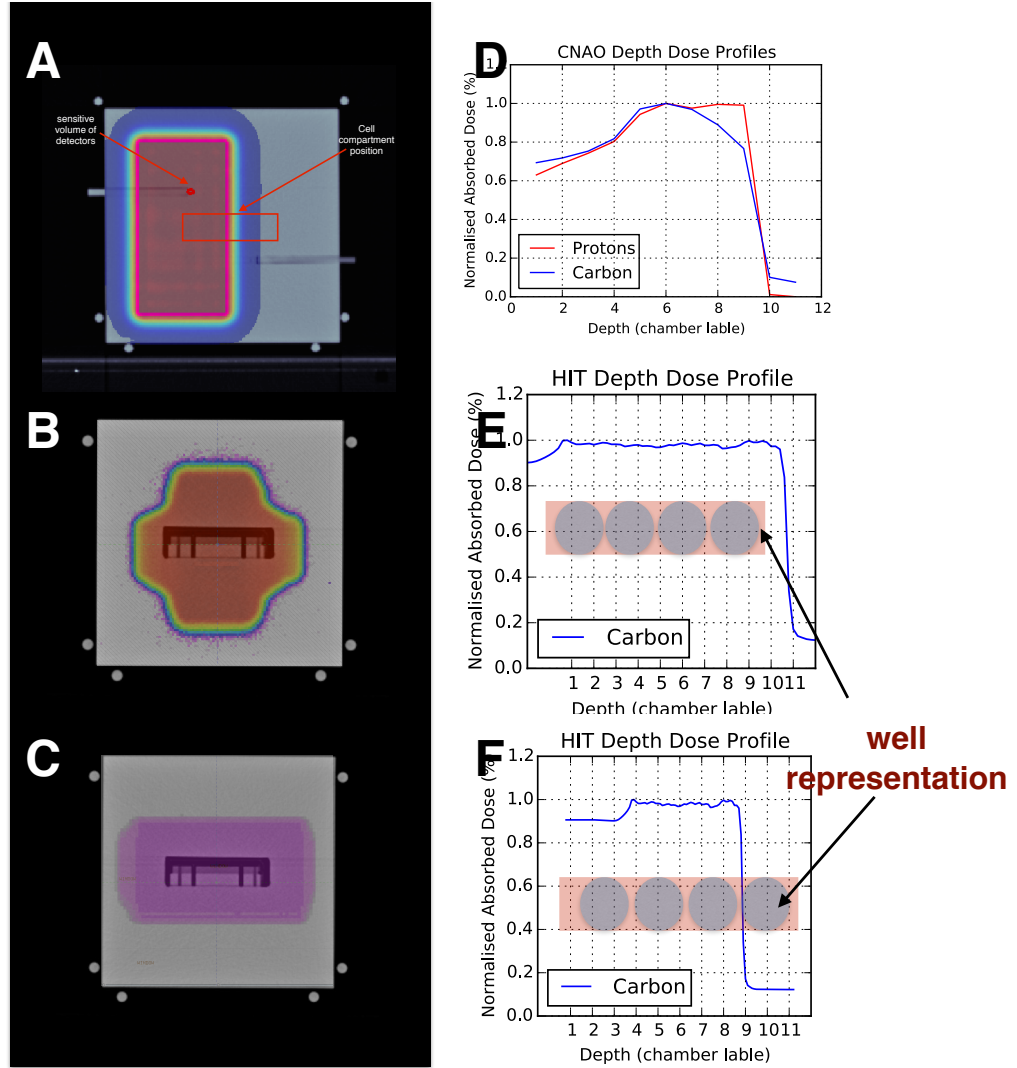 A
sensitive
volume of
detectors
Cell
compartment
position
B
C
D
CNAO Depth Dose Profiles
Normalised Absorbed Dose (%)
1.0
0.8
0.6
0.4
0.2
0.0
Protons
Carbon
0 2 4 6 8 10 12
Depth (chamber lable)
E
HIT Depth Dose Profile
Normalised Absorbed Dose (%)
1.2
1.0
0.8
0.6
0.4
0.2
0.0
Carbon
1 2 3 4 5 6 7 8 9 10 11
Depth (chamber lable)
well
representation
F
HIT Depth Dose Profile
Normalised Absorbed Dose (%)
1.2
1.0
0.8
0.6
0.4
0.2
0.0
Carbon
1 2 3 4 5 6 7 8 9 10 11
Depth (chamber lable)